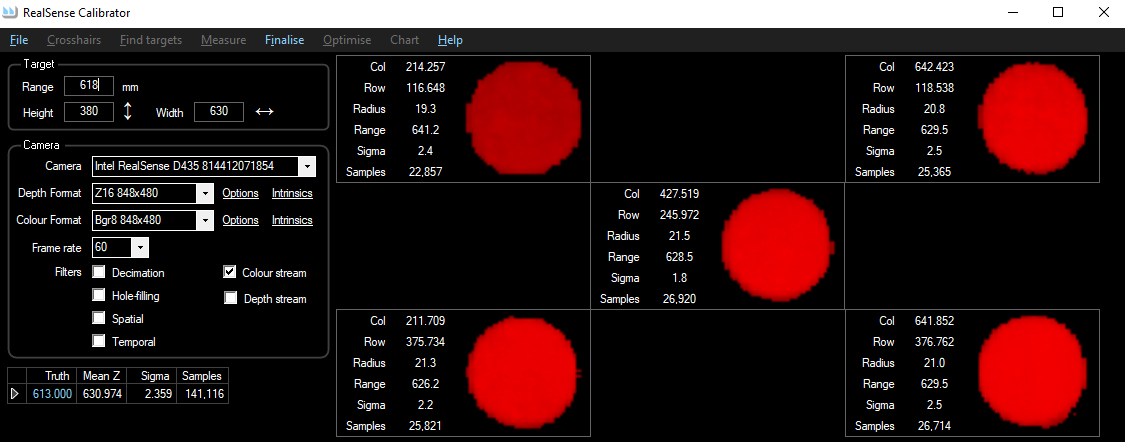 RealSense Calibrator
File Crosshairs Find targets Measure Finalise Optimise Chart Help
Target
Range 618 mm
Height 380 Width 630
Camera
Camera Intel RealSense D435 814412071854
Depth Format Z16 848x480 Options Intrinsics
Colour Format Bgr8 848x480 Options Intrinsics
Frame rate 60
Filters Decimation Colour stream
Hole-filling Depth stream
Spatial
Temporal
Truth Mean Z Sigma Samples
613.000 630.974 2.359 141,116
Col 214.257
Row 116.648
Radius 19.3
Range 641.2
Sigma 2.4
Samples 22,857
Col 642.423
Row 118.538
Radius 20.8
Range 629.5
Sigma 2.5
Samples 25,365
Col 427.519
Row 245.972
Radius 21.5
Range 628.5
Sigma 1.8
Samples 26,920
Col 211.709
Row 375.734
Radius 21.3
Range 626.2
Sigma 2.2
Samples 25,821
Col 641.852
Row 376.762
Radius 21.0
Range 629.5
Sigma 2.5
Samples 26,714